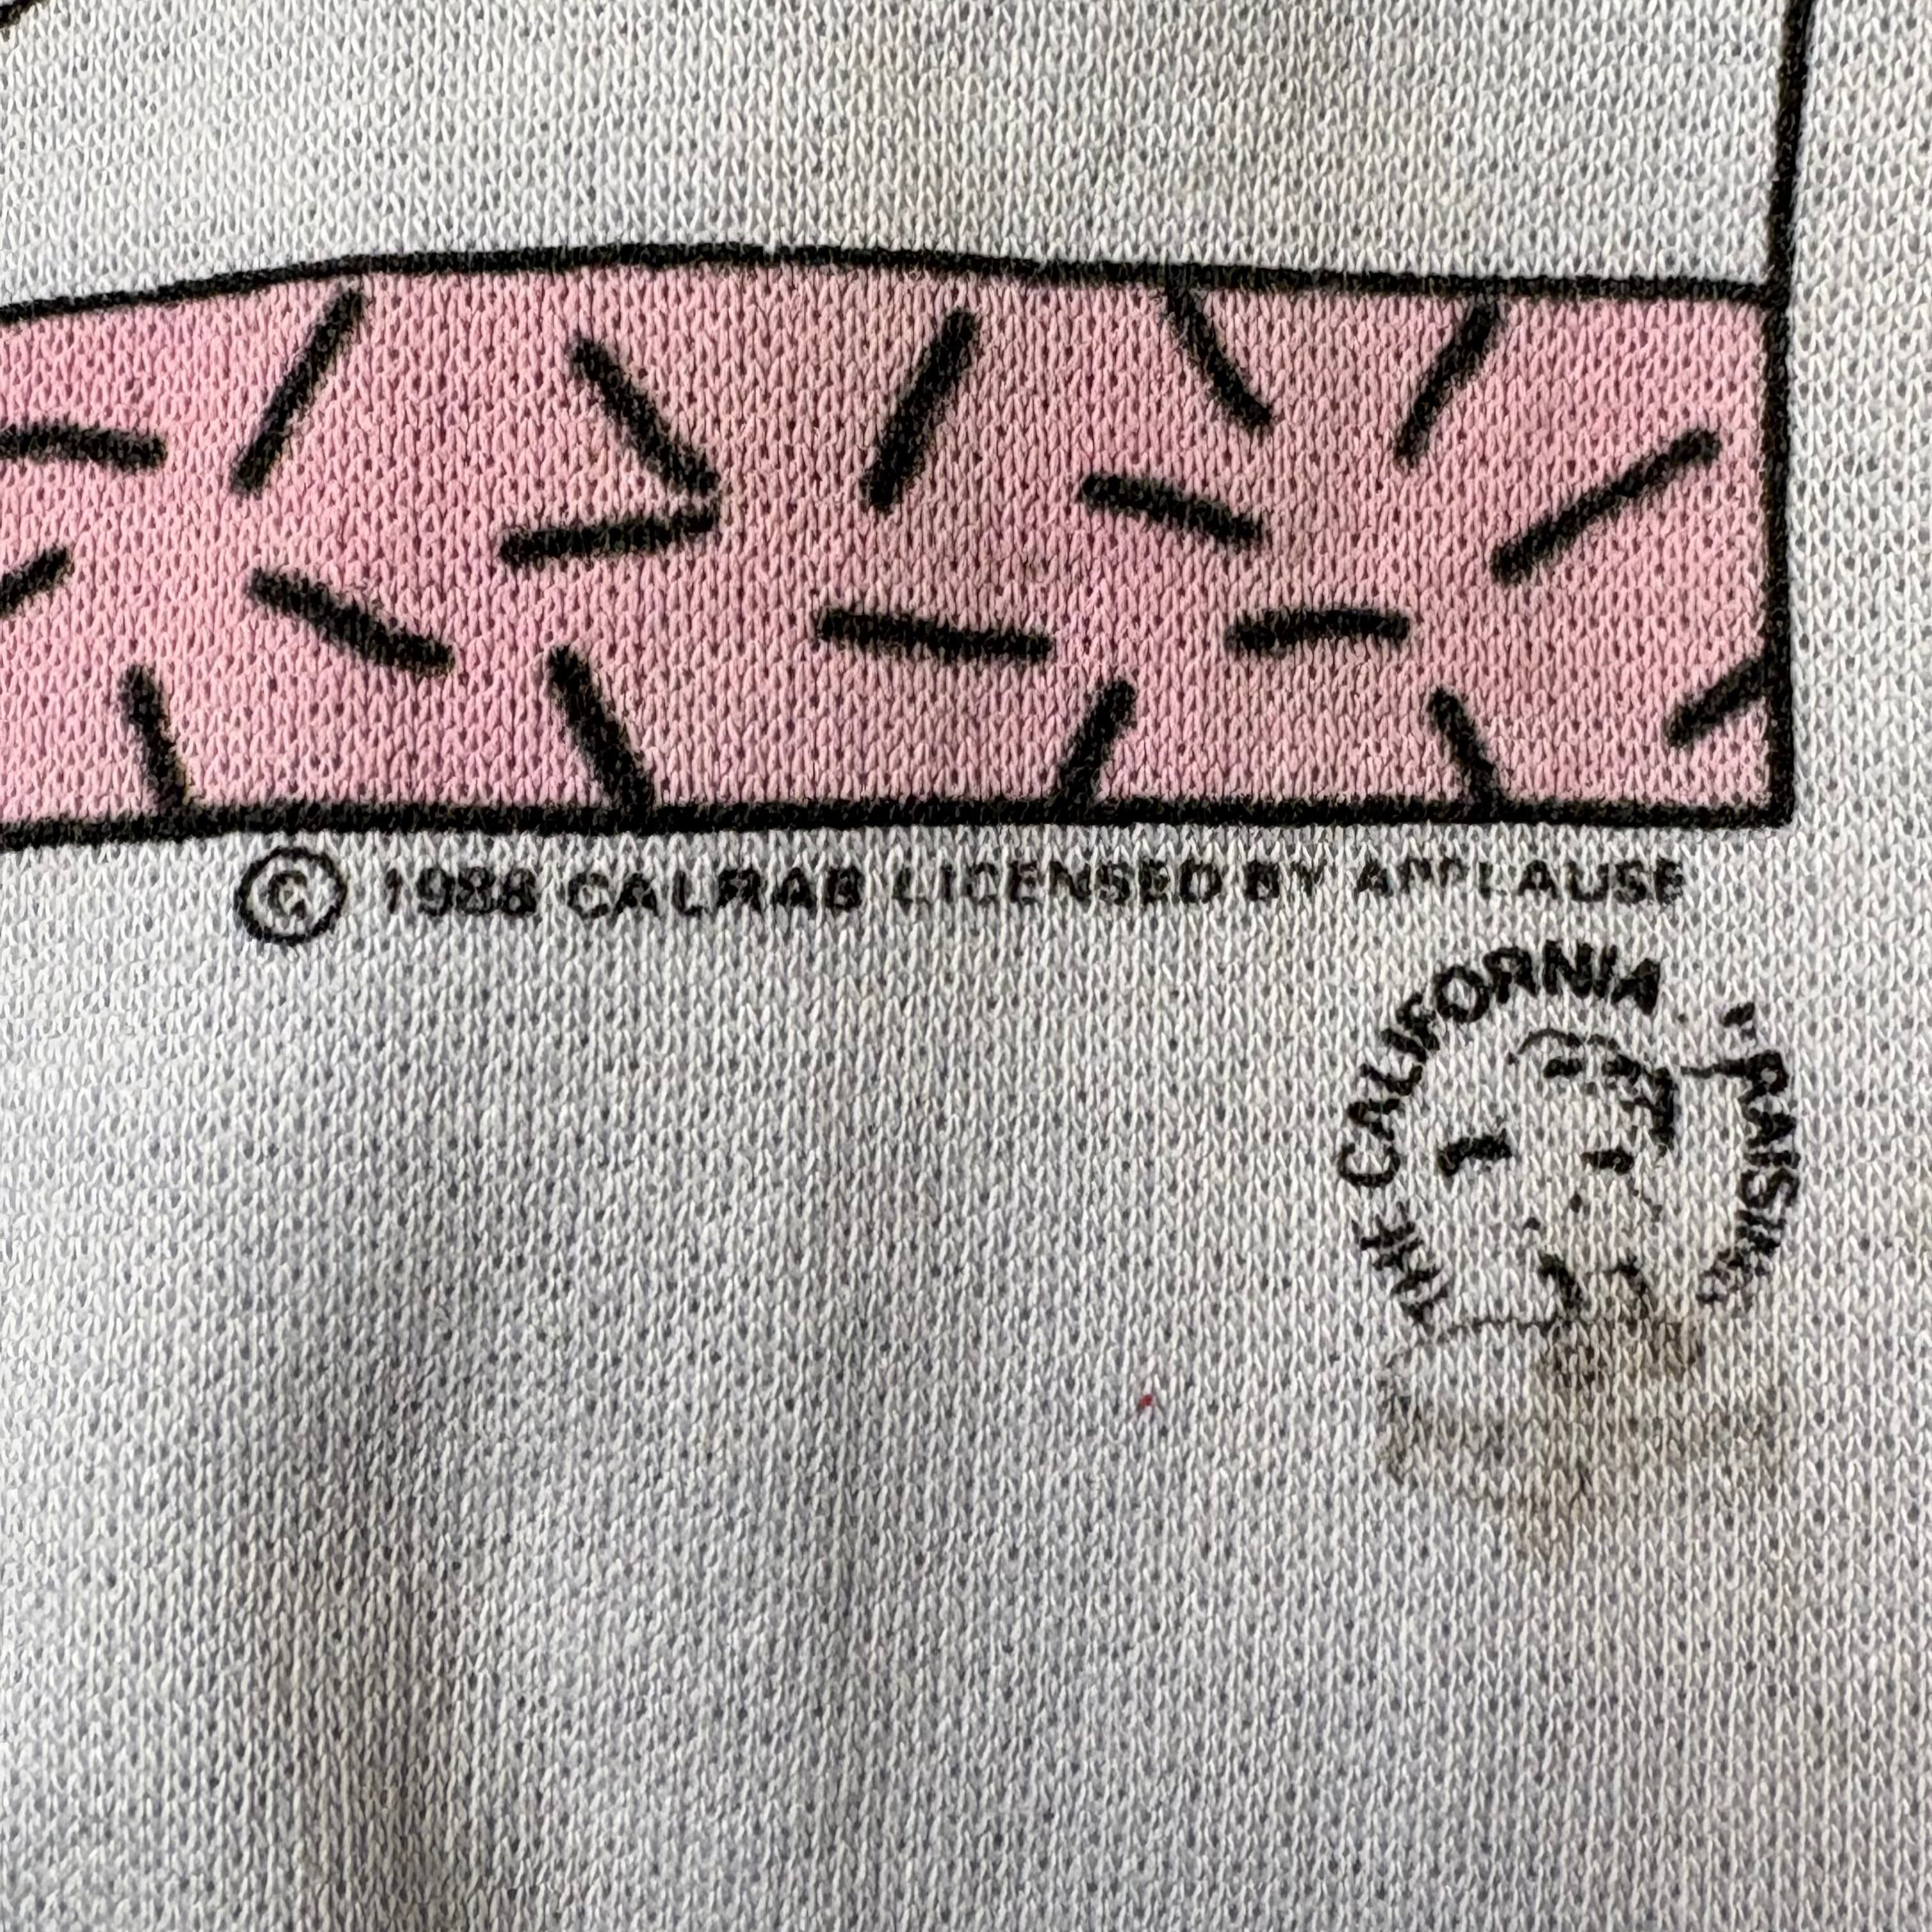 © 1988 CALRAB LICENSED BY APPLAUSE
THE CALIFORNIA RAISINS